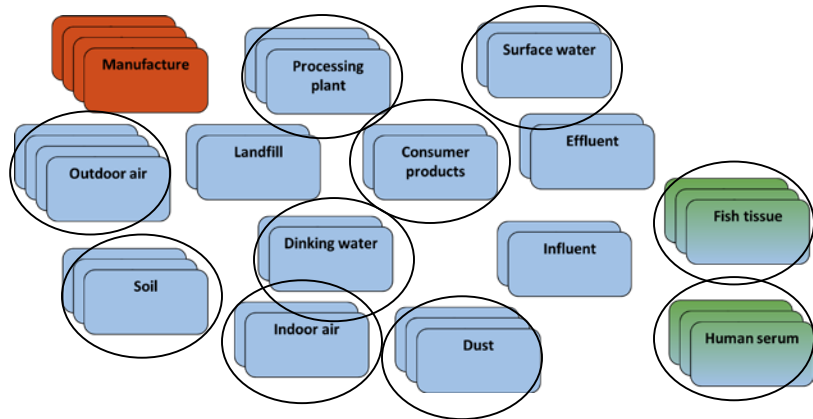 Manufacture
Processing
plant
Surface water
Outdoor air
Landfill
Consumer
products
Effluent
Fish tissue
Soil
Dinking water
Influent
Indoor air
Dust
Human serum